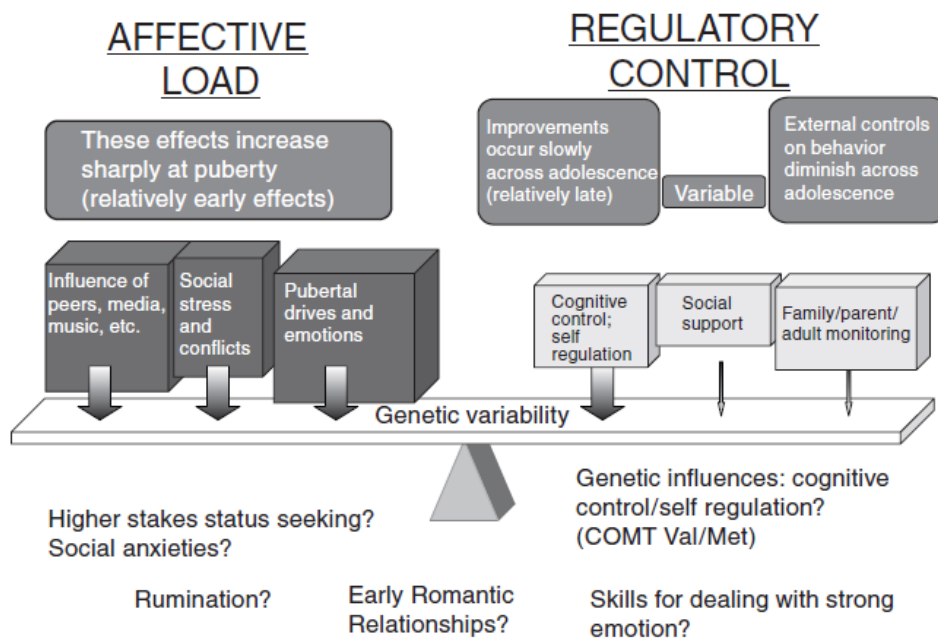 AFFECTIVE
LOAD
REGULATORY
CONTROL
These effects increase
sharply at puberty
(relatively early effects)
Improvements
occur slowly
across adolescence
(relatively late)
Variable
External controls
on behavior
diminish across
adolescence
Influence of
peers, media,
music, etc.
Social
stress
and
conflicts
Pubertal
drives and
emotions
Cognitive
control;
self
regulation
Social
support
Family/parent/
adult monitoring
Genetic variability
Higher stakes status seeking?
Social anxieties?
Genetic influences: cognitive
control/self regulation?
(COMT Val/Met)
Rumination?
Early Romantic
Relationships?
Skills for dealing with strong
emotion?